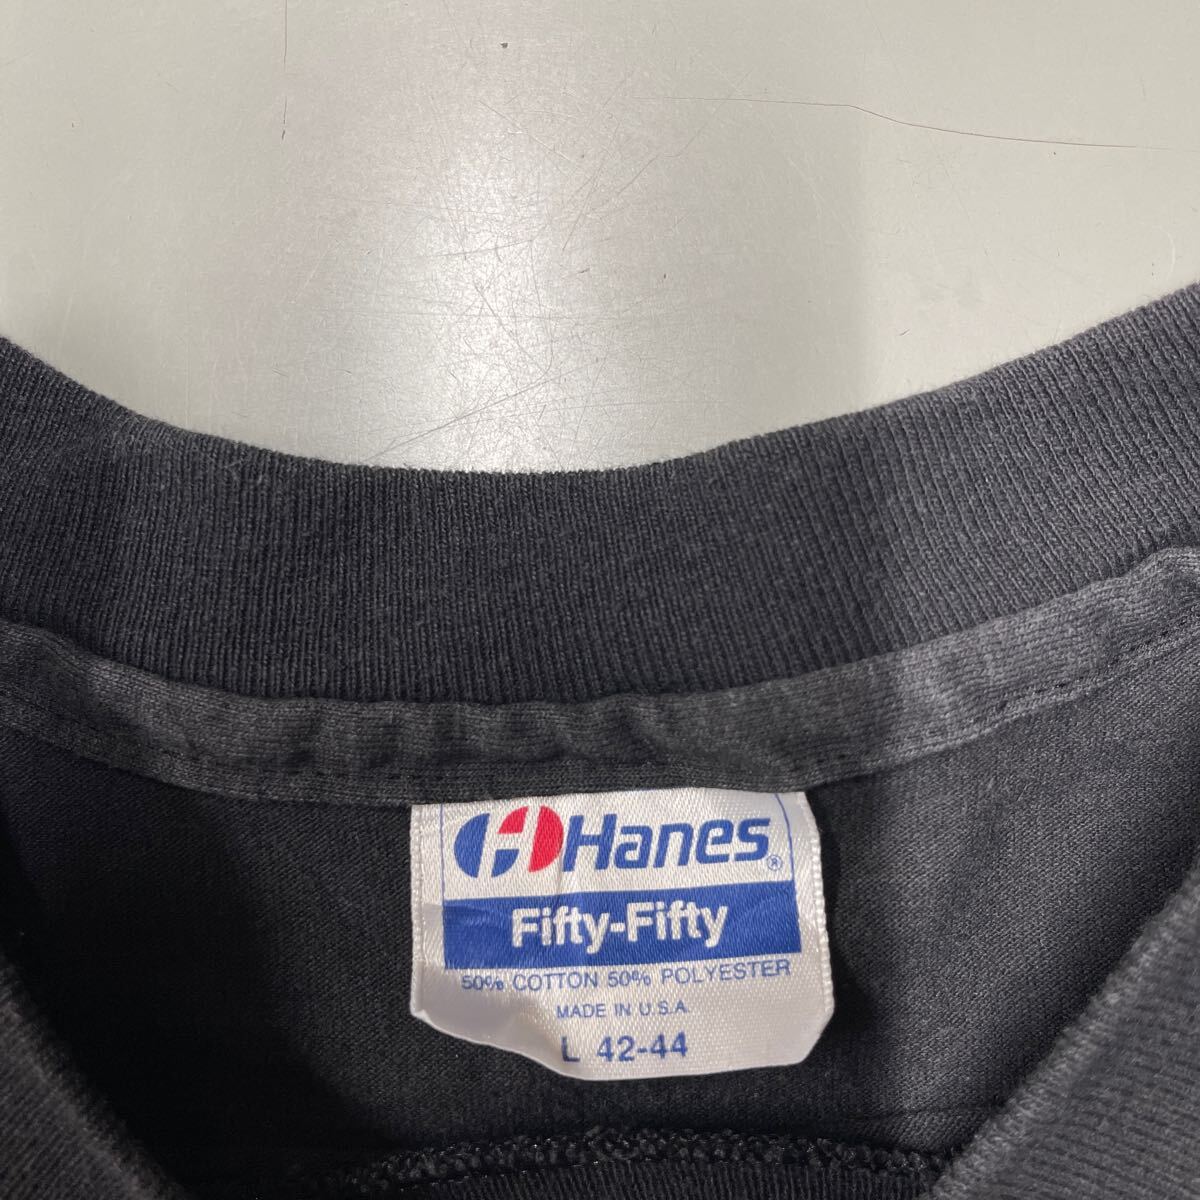 Hanes®
Fifty-Fifty
50% COTTON 50% POLYESTER
MADE IN U.S.A.
L 42-44